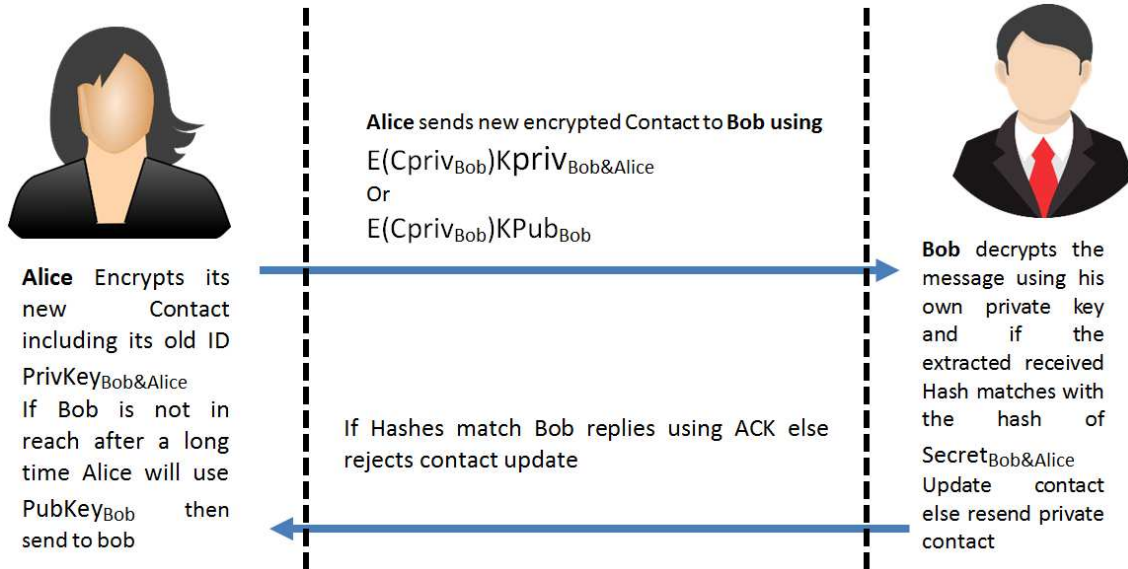 Alice Encrypts its
new Contact
including its old ID
PrivKeyBob&Alice
If Bob is not in
reach after a long
time Alice will use
PubKeyBob then
send to bob
Alice sends new encrypted Contact to Bob using
E(CprivBob)KprivBob&Alice
Or
E(CprivBob)KPubBob
If Hashes match Bob replies using ACK else
rejects contact update
Bob decrypts the
message using his
own private key
and if the
extracted received
Hash matches with
the hash of
SecretBob&Alice
Update contact
else resend private
contact